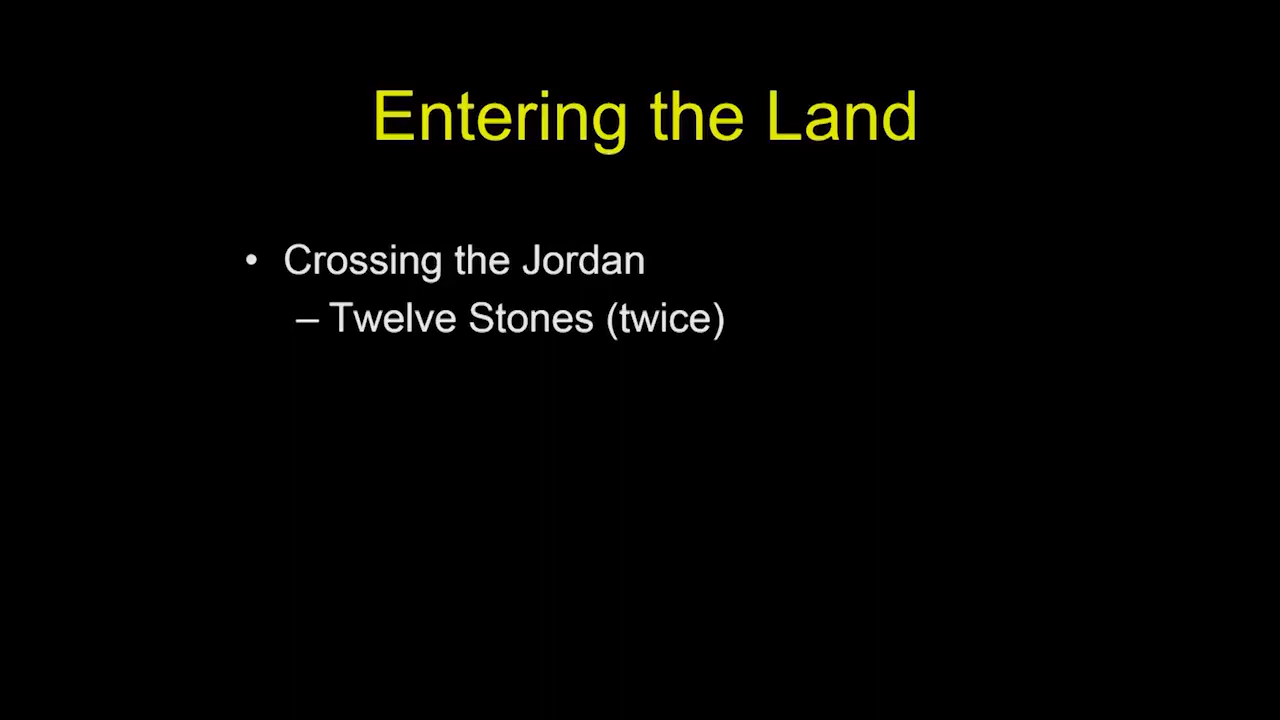 Entering the Land
• Crossing the Jordan
– Twelve Stones (twice)